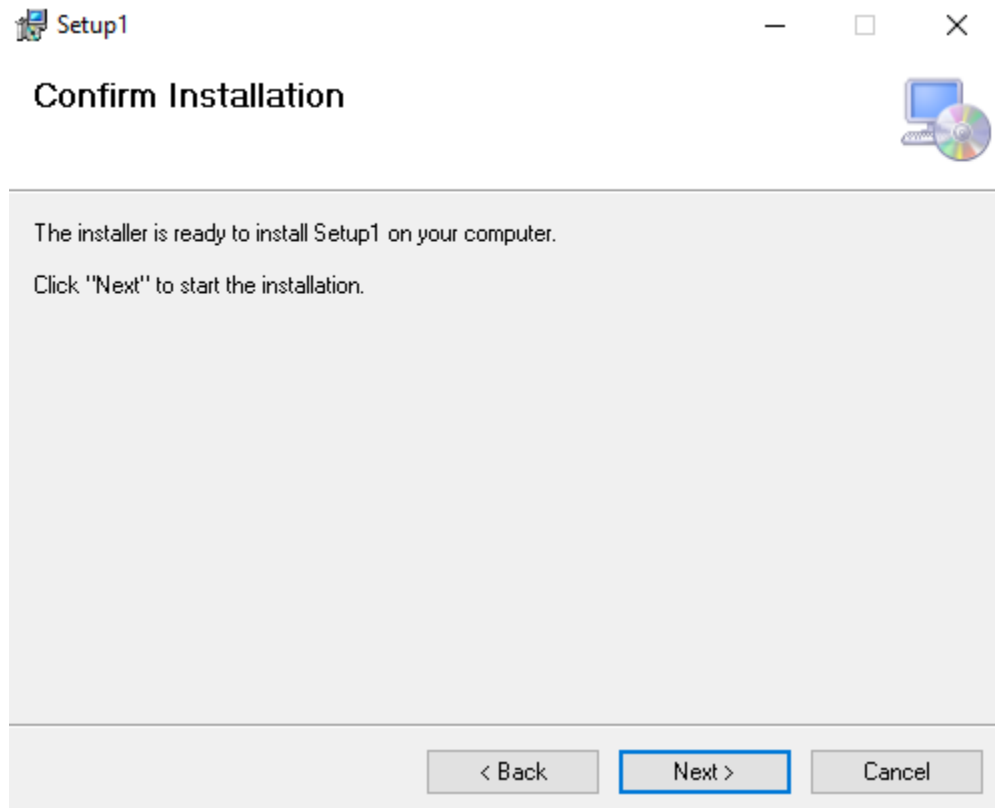 Setup1
Confirm Installation
The installer is ready to install Setup1 on your computer.
Click "Next" to start the installation.
< Back
Next >
Cancel